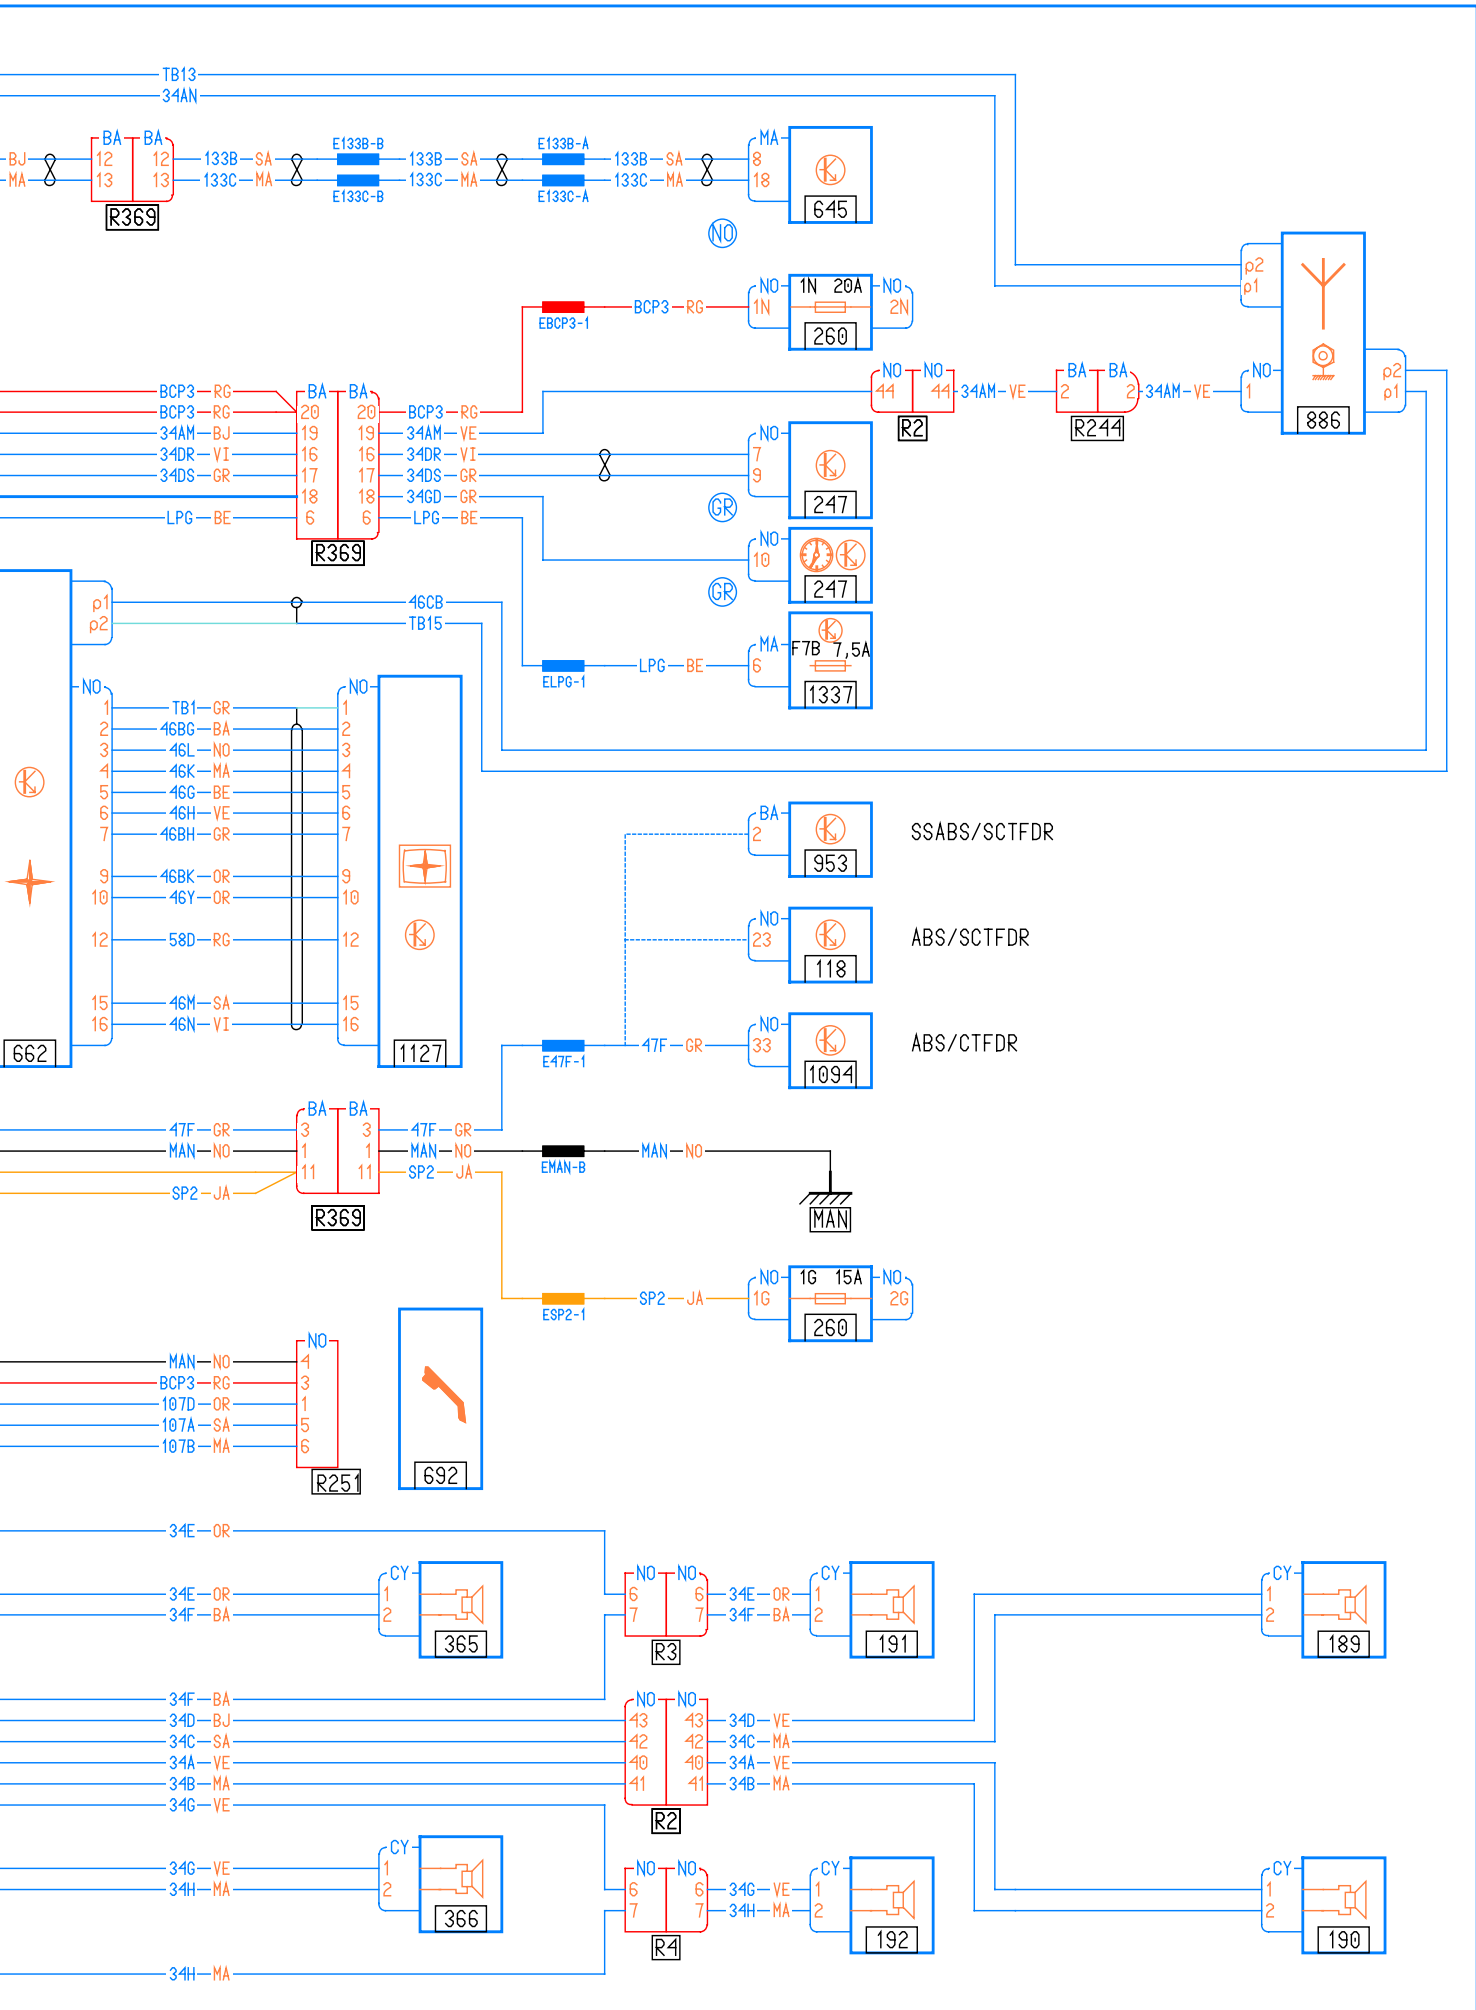 TB13
34AN
BA BA
BJ 12 12 133B SA E133B-B 133B SA E133B-A 133B SA MA 8
MA 13 13 133C MA E133C-B 133C MA E133C-A 133C MA 18
R369
645
NO
p2
p1
NO 1N 20A NO
EBCP3-1 BCP3 RG 1N 2N
260
886
NO NO BA BA NO p2
44 44 34AM VE 2 2 34AM VE 1 p1
R2 R244
BA BA
BCP3 RG
BCP3 RG 20 20 BCP3 RG
34AM BJ 19 19 34AM VE
34DR VI 16 16 34DR VI
34DS GR 17 17 34DS GR
18 18 34GD GR
LPG BE 6 6 LPG BE
R369
NO
7
9
247
GR
NO
10
247
GR
MA F7B 7,5A
ELPG-1 LPG BE 6
1337
p1 46CB
p2 TB15
NO NO
1 TB1 GR 1
2 46BG BA 2
3 46L NO 3
4 46K MA 4
5 46G BE 5
6 46H VE 6
7 46BH GR 7
9 46BK OR 9
10 46Y OR 10
12 58D RG 12
15 46M SA 15
16 46N VI 16
662 1127
BA
2
953
SSABS/SCTFDR
NO
23
118
ABS/SCTFDR
NO
E47F-1 47F GR 33
1094
ABS/CTFDR
BA BA
47F GR 3 3 47F GR
MAN NO 1 1 MAN NO EMAN-B MAN NO
11 11 SP2 JA
SP2 JA
R369
MAN
NO 1G 15A NO
ESP2-1 SP2 JA 1G 2G
260
NO
MAN NO 4
BCP3 RG 3
107D OR 1
107A SA 5
107B MA 6
R251
692
34E OR
CY NO NO CY CY
34E OR 1 6 6 34E OR 1 1
34F BA 2 7 7 34F BA 2 2
365 R3 191 189
NO NO
34F BA
34D BJ 43 43 34D VE
34C SA 42 42 34C MA
34A VE 40 40 34A VE
34B MA 41 41 34B MA
34G VE
R2
CY
34G VE 1
34H MA 2
366
NO NO CY CY
6 6 34G VE 1 1
7 7 34H MA 2 2
R4 192 190
34H MA